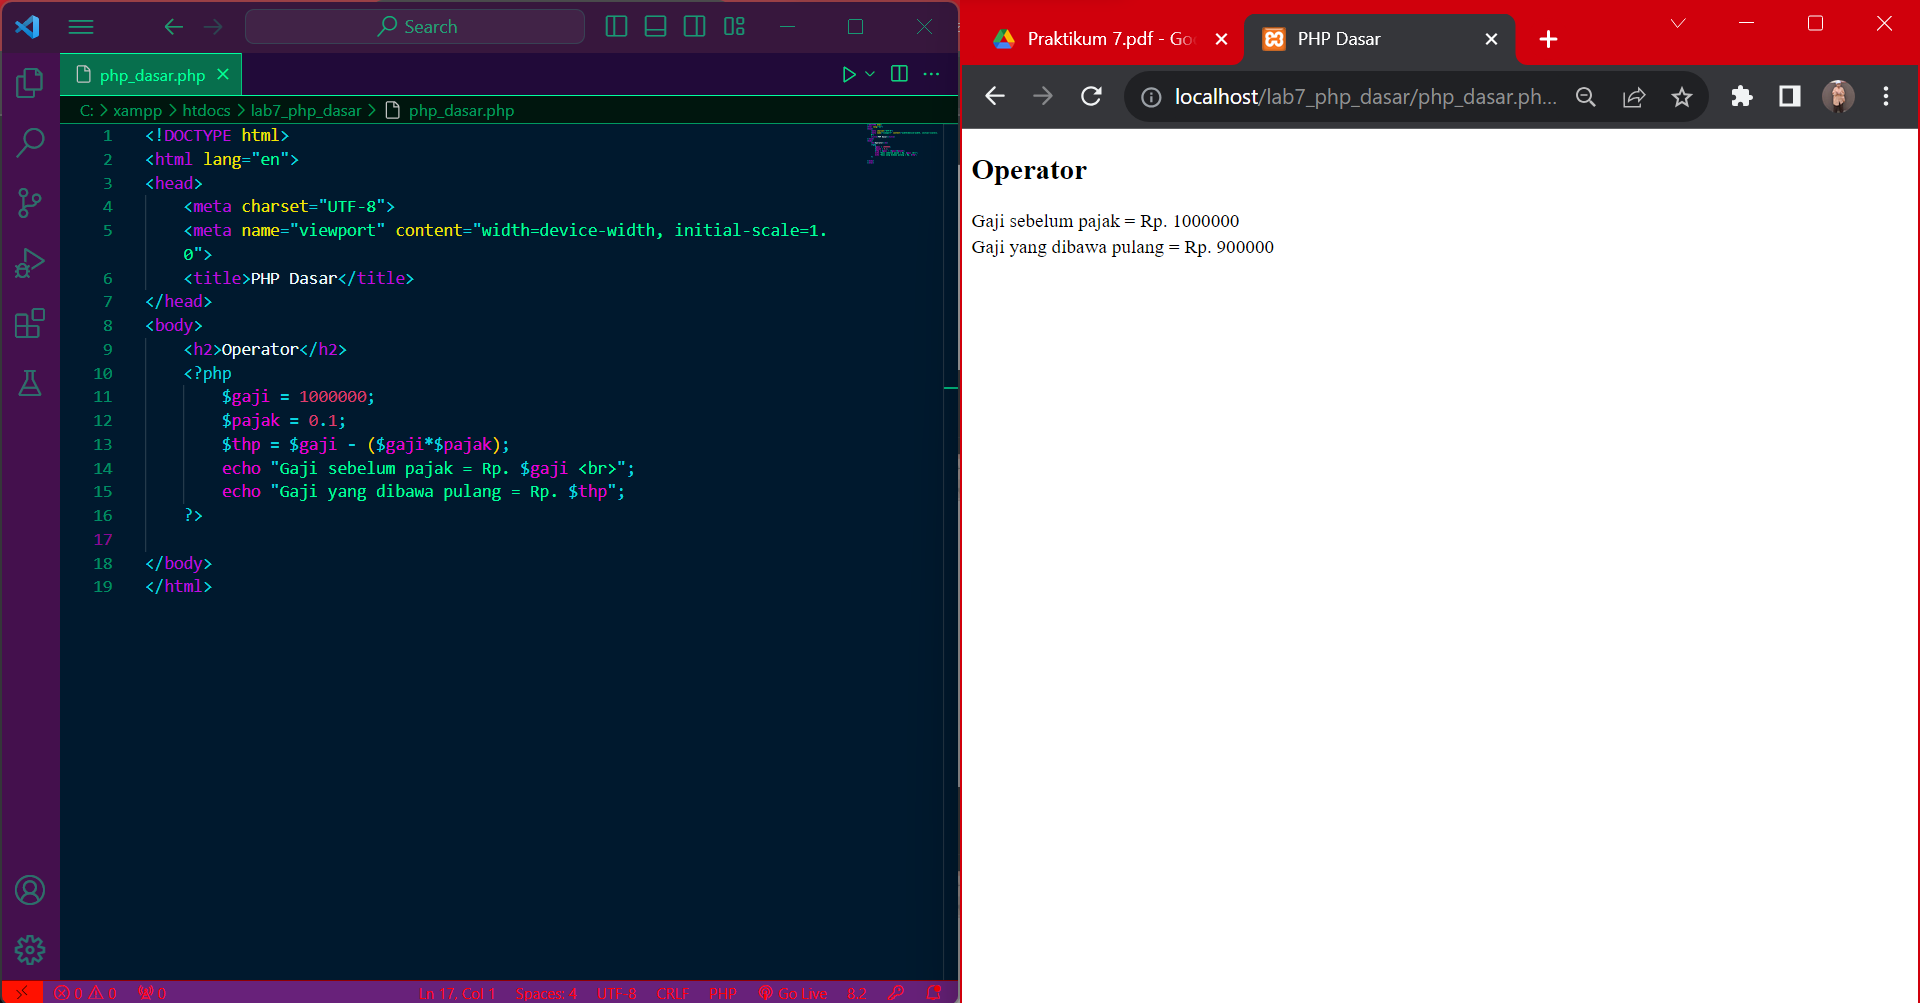 Search
php_dasar.php
C: > xampp > htdocs > lab7_php_dasar > php_dasar.php
1 <!DOCTYPE html>
2 <html lang="en">
3 <head>
4 <meta charset="UTF-8">
5 <meta name="viewport" content="width=device-width, initial-scale=1.
0">
6 <title>PHP Dasar</title>
7 </head>
8 <body>
9 <h2>Operator</h2>
10 <?php
11 $gaji = 1000000;
12 $pajak = 0.1;
13 $thp = $gaji - ($gaji*$pajak);
14 echo "Gaji sebelum pajak = Rp. $gaji <br>";
15 echo "Gaji yang dibawa pulang = Rp. $thp";
16 ?>
17
18 </body>
19 </html>
0 0 0 Ln 17, Col 1 Spaces: 4 UTF-8 CRLF PHP Go Live 8.2
Praktikum 7.pdf - Go
PHP Dasar
localhost/lab7_php_dasar/php_dasar.ph...
Operator
Gaji sebelum pajak = Rp. 1000000
Gaji yang dibawa pulang = Rp. 900000